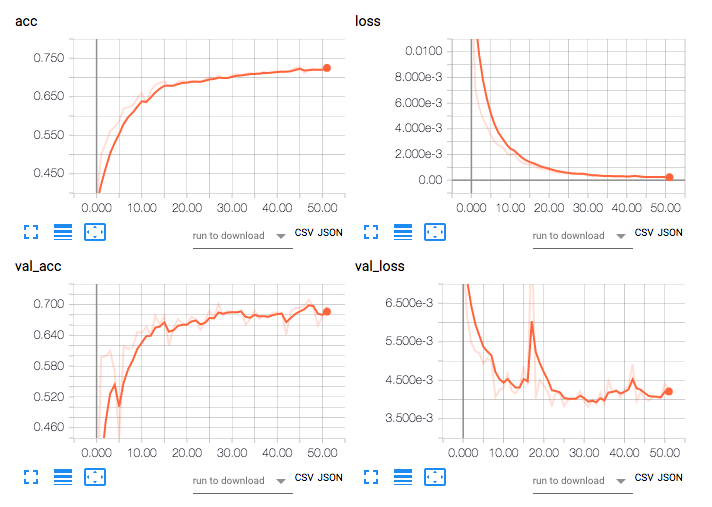 acc
0.750
0.650
0.550
0.450
0.000 10.00 20.00 30.00 40.00 50.00
run to download CSV JSON
loss
0.0100
8.000e-3
6.000e-3
4.000e-3
2.000e-3
0.00
0.000 10.00 20.00 30.00 40.00 50.00
run to download CSV JSON
val_acc
0.700
0.640
0.580
0.520
0.460
0.000 10.00 20.00 30.00 40.00 50.00
run to download CSV JSON
val_loss
6.500e-3
5.500e-3
4.500e-3
3.500e-3
0.000 10.00 20.00 30.00 40.00 50.00
run to download CSV JSON